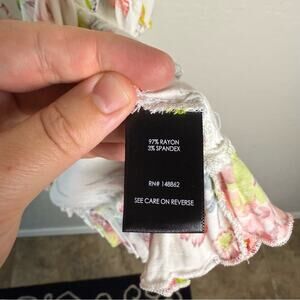 97% RAYON
3% SPANDEX
RN# 148862
SEE CARE ON REVERSE